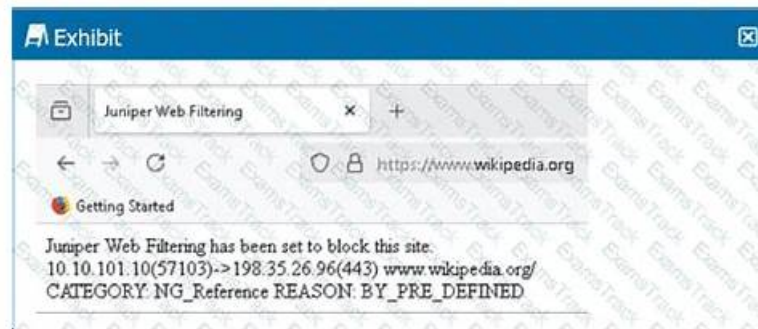 Exhibit
Juniper Web Filtering
https://www.wikipedia.org
Getting Started
Juniper Web Filtering has been set to block this site.
10.10.101.10(57103)->198.35.26.96(443) www.wikipedia.org/
CATEGORY: NG_Reference REASON: BY_PRE_DEFINED
ExamsTrack